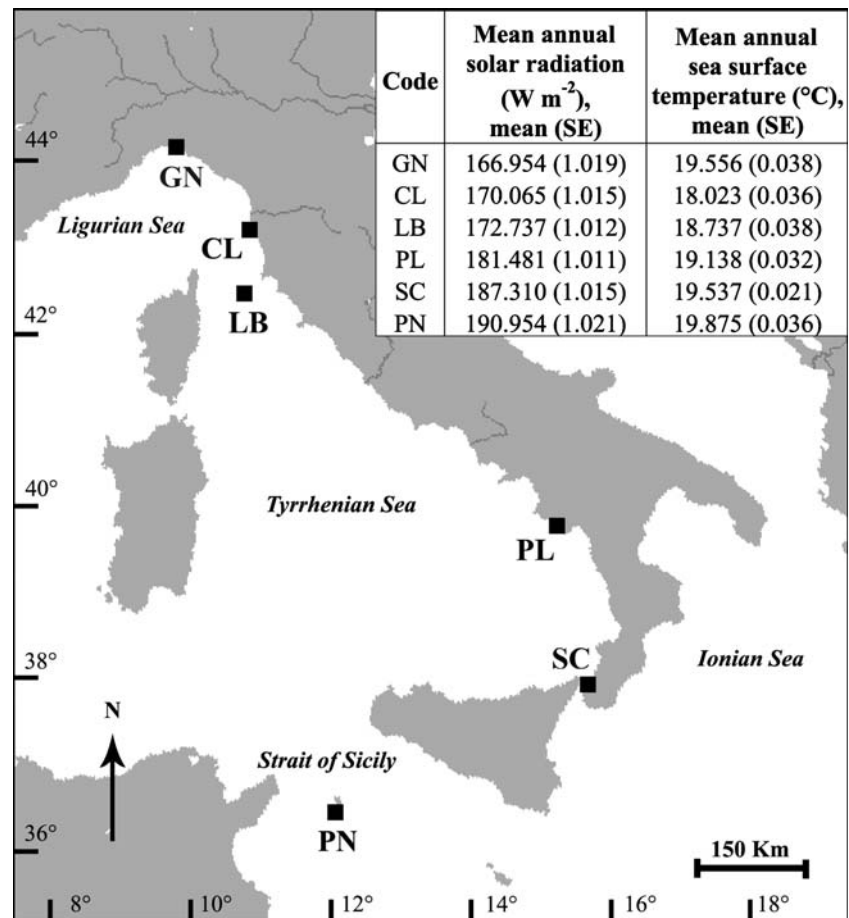 Code
Mean annual
solar radiation
(W m-2),
mean (SE)
Mean annual
sea surface
temperature (°C),
mean (SE)
GN 166.954 (1.019) 19.556 (0.038)
CL 170.065 (1.015) 18.023 (0.036)
LB 172.737 (1.012) 18.737 (0.038)
PL 181.481 (1.011) 19.138 (0.032)
SC 187.310 (1.015) 19.537 (0.021)
PN 190.954 (1.021) 19.875 (0.036)
44°
GN
Ligurian Sea
CL
LB
42°
40°
Tyrrhenian Sea
PL
38°
SC
Ionian Sea
N
Strait of Sicily
PN
36°
150 Km
8° 10° 12° 14° 16° 18°